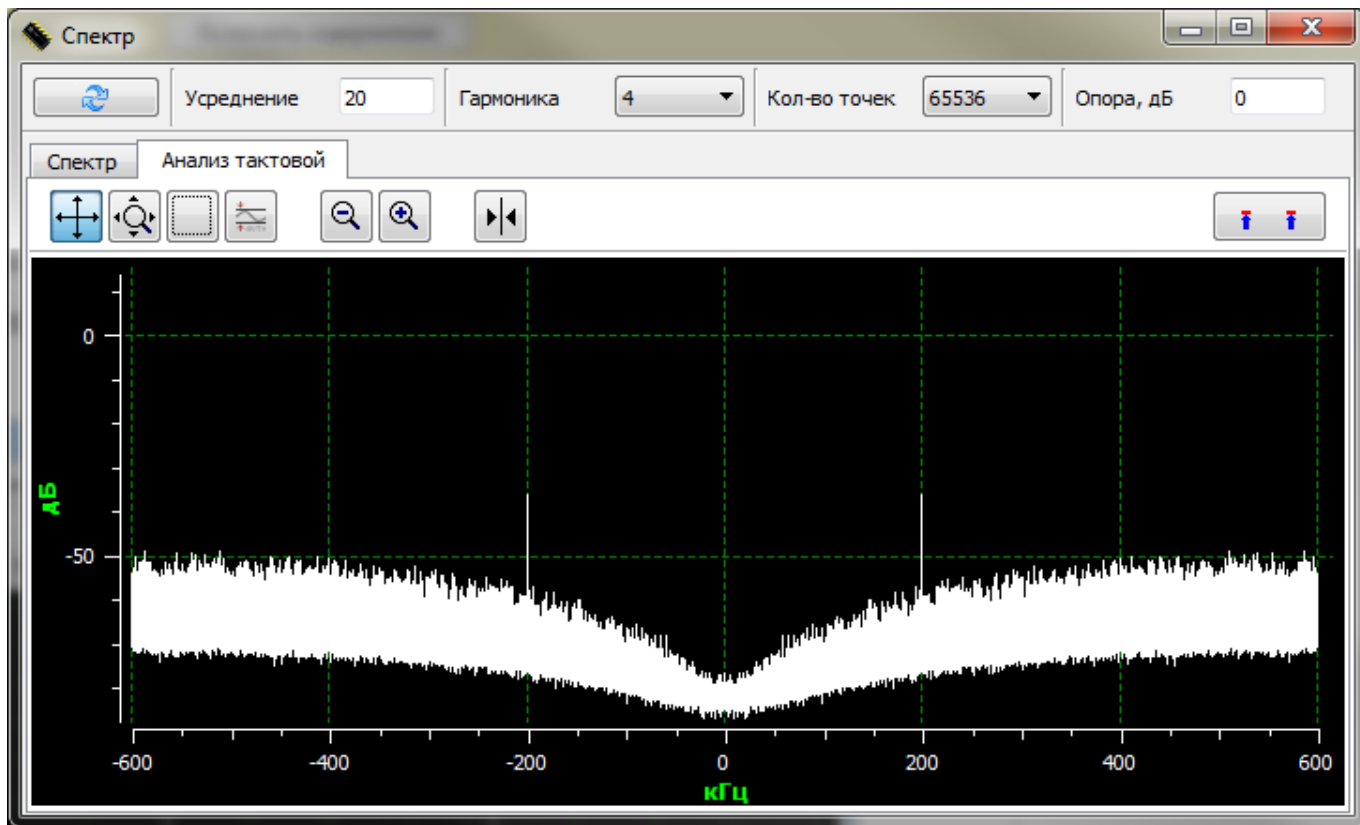 Спектр
Усреднение 20 Гармоника 4 Кол-во точек 65536 Опора, дБ 0
Спектр Анализ тактовой
0
-50
дБ
-600 -400 -200 0 200 400 600
кГц